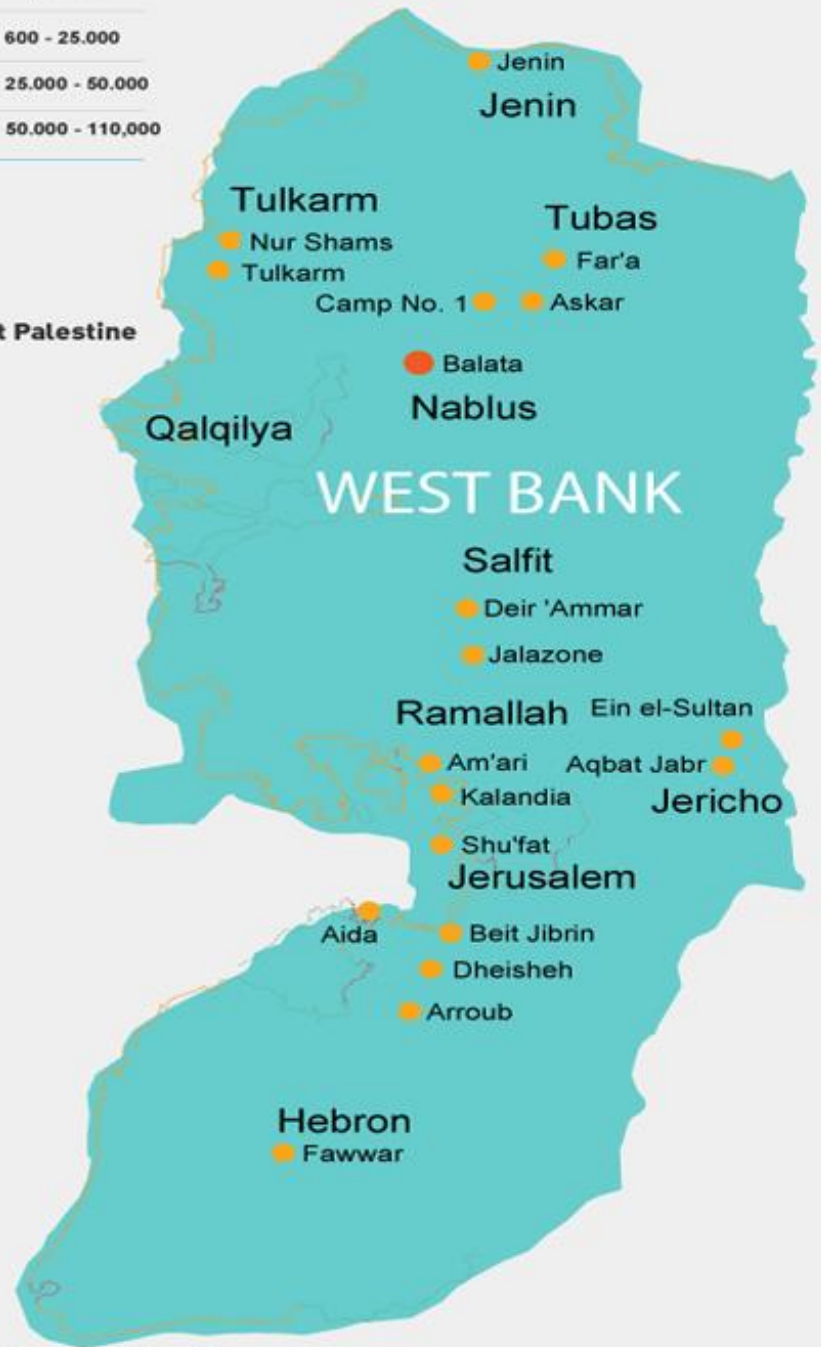 600 - 25.000
25.000 - 50.000
50.000 - 110,000
Jenin
Jenin
Tulkarm
Nur Shams
Tulkarm
Tubas
Far'a
Camp No. 1
Askar
t Palestine
Balata
Nablus
Qalqilya
WEST BANK
Salfit
Deir 'Ammar
Jalazone
Ramallah
Ein el-Sultan
Am'ari
Aqbat Jabr
Kalandia
Jericho
Shu'fat
Jerusalem
Aida
Beit Jibrin
Dheisheh
Arroub
Hebron
Fawwar